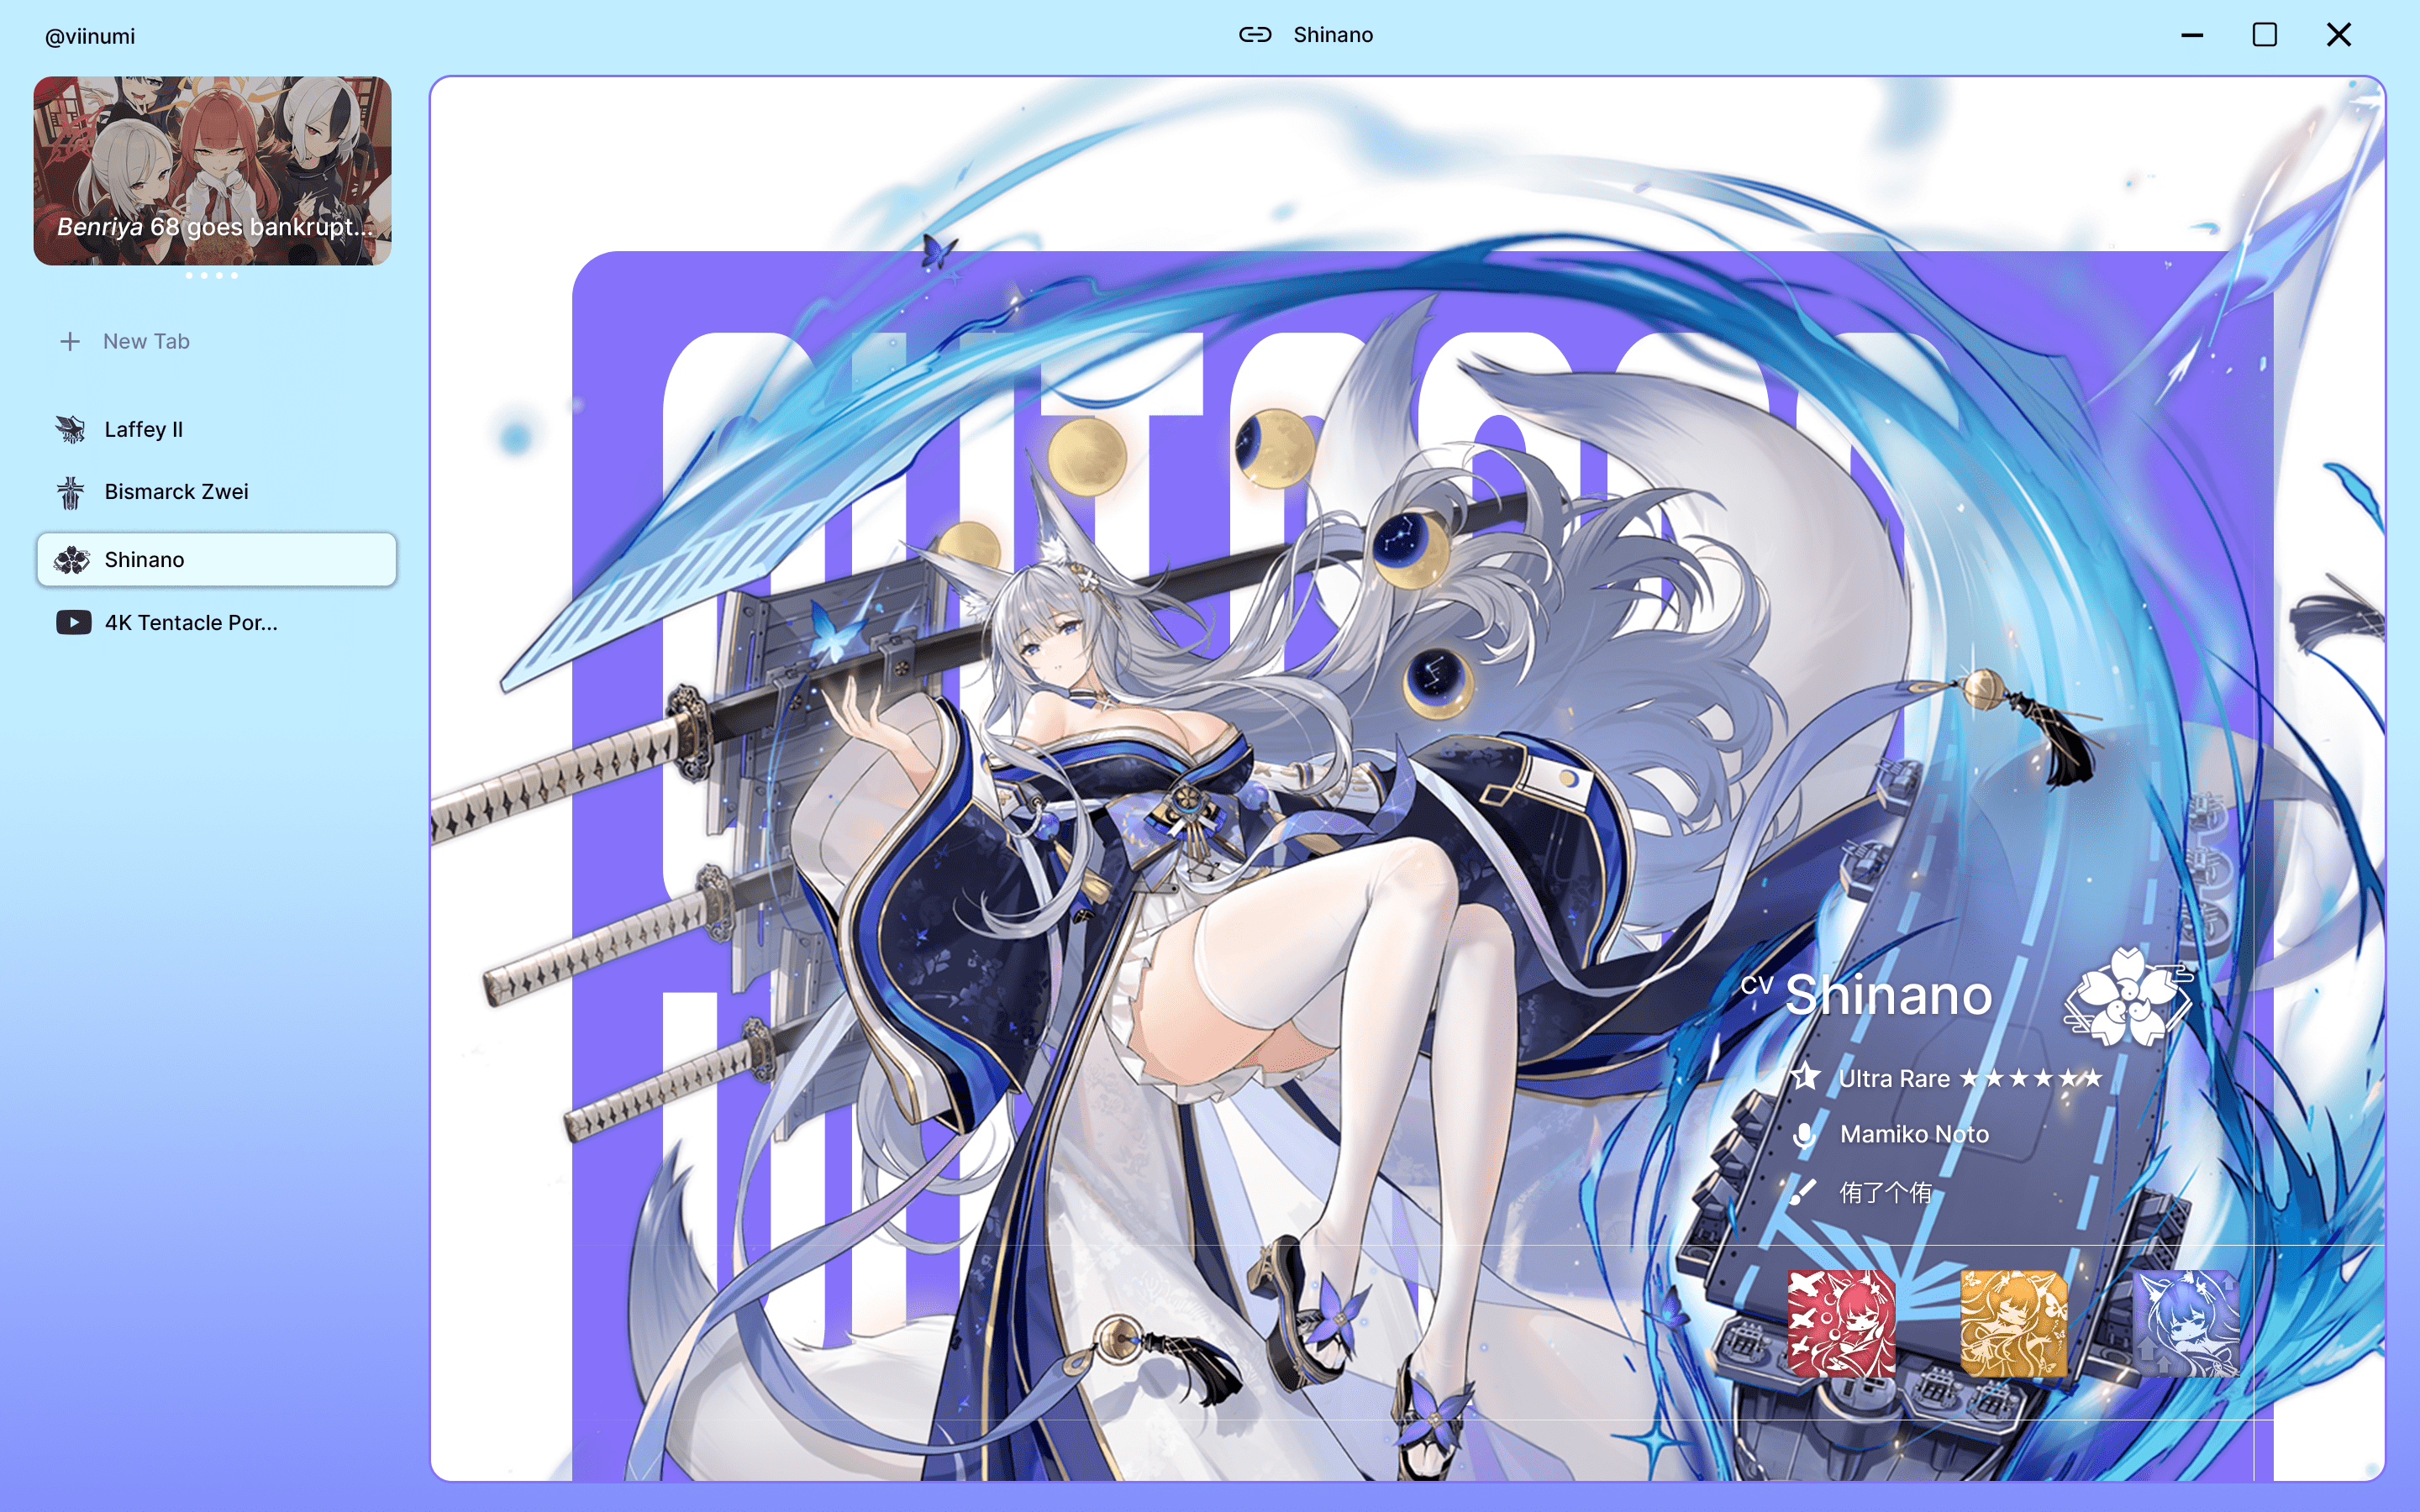 @viinumi
Shinano
Benriya 68 goes bankrupt...
New Tab
Laffey II
Bismarck Zwei
Shinano
4K Tentacle Por...
CV Shinano
Ultra Rare ★★★★★★
Mamiko Noto
侑了个侑